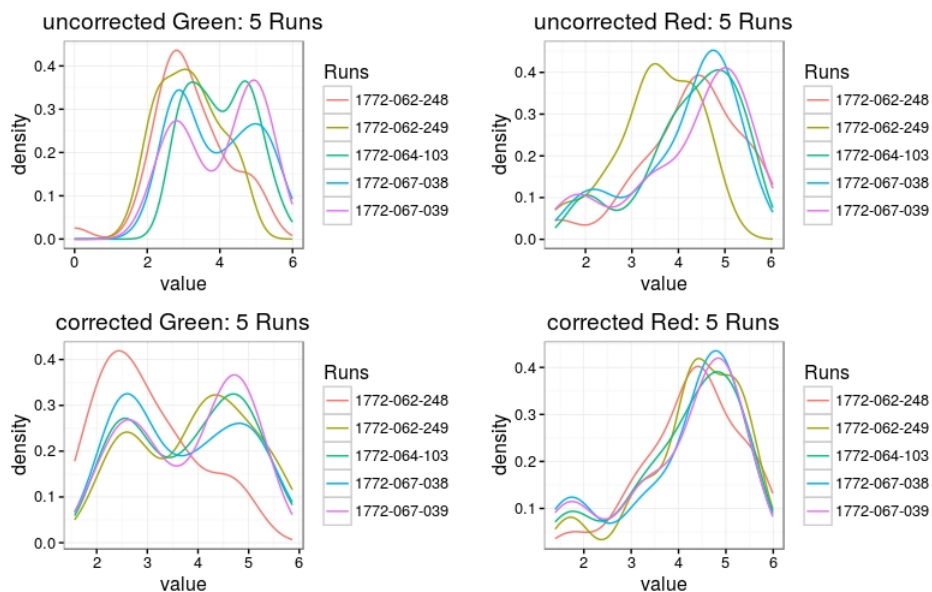 uncorrected Green: 5 Runs
density
0.4
0.3
0.2
0.1
0.0
0 2 4 6
value
Runs
1772-062-248
1772-062-249
1772-064-103
1772-067-038
1772-067-039
uncorrected Red: 5 Runs
density
0.4
0.3
0.2
0.1
0.0
2 3 4 5 6
value
Runs
1772-062-248
1772-062-249
1772-064-103
1772-067-038
1772-067-039
corrected Green: 5 Runs
density
0.4
0.3
0.2
0.1
0.0
2 3 4 5 6
value
Runs
1772-062-248
1772-062-249
1772-064-103
1772-067-038
1772-067-039
corrected Red: 5 Runs
density
0.4
0.3
0.2
0.1
2 3 4 5 6
value
Runs
1772-062-248
1772-062-249
1772-064-103
1772-067-038
1772-067-039